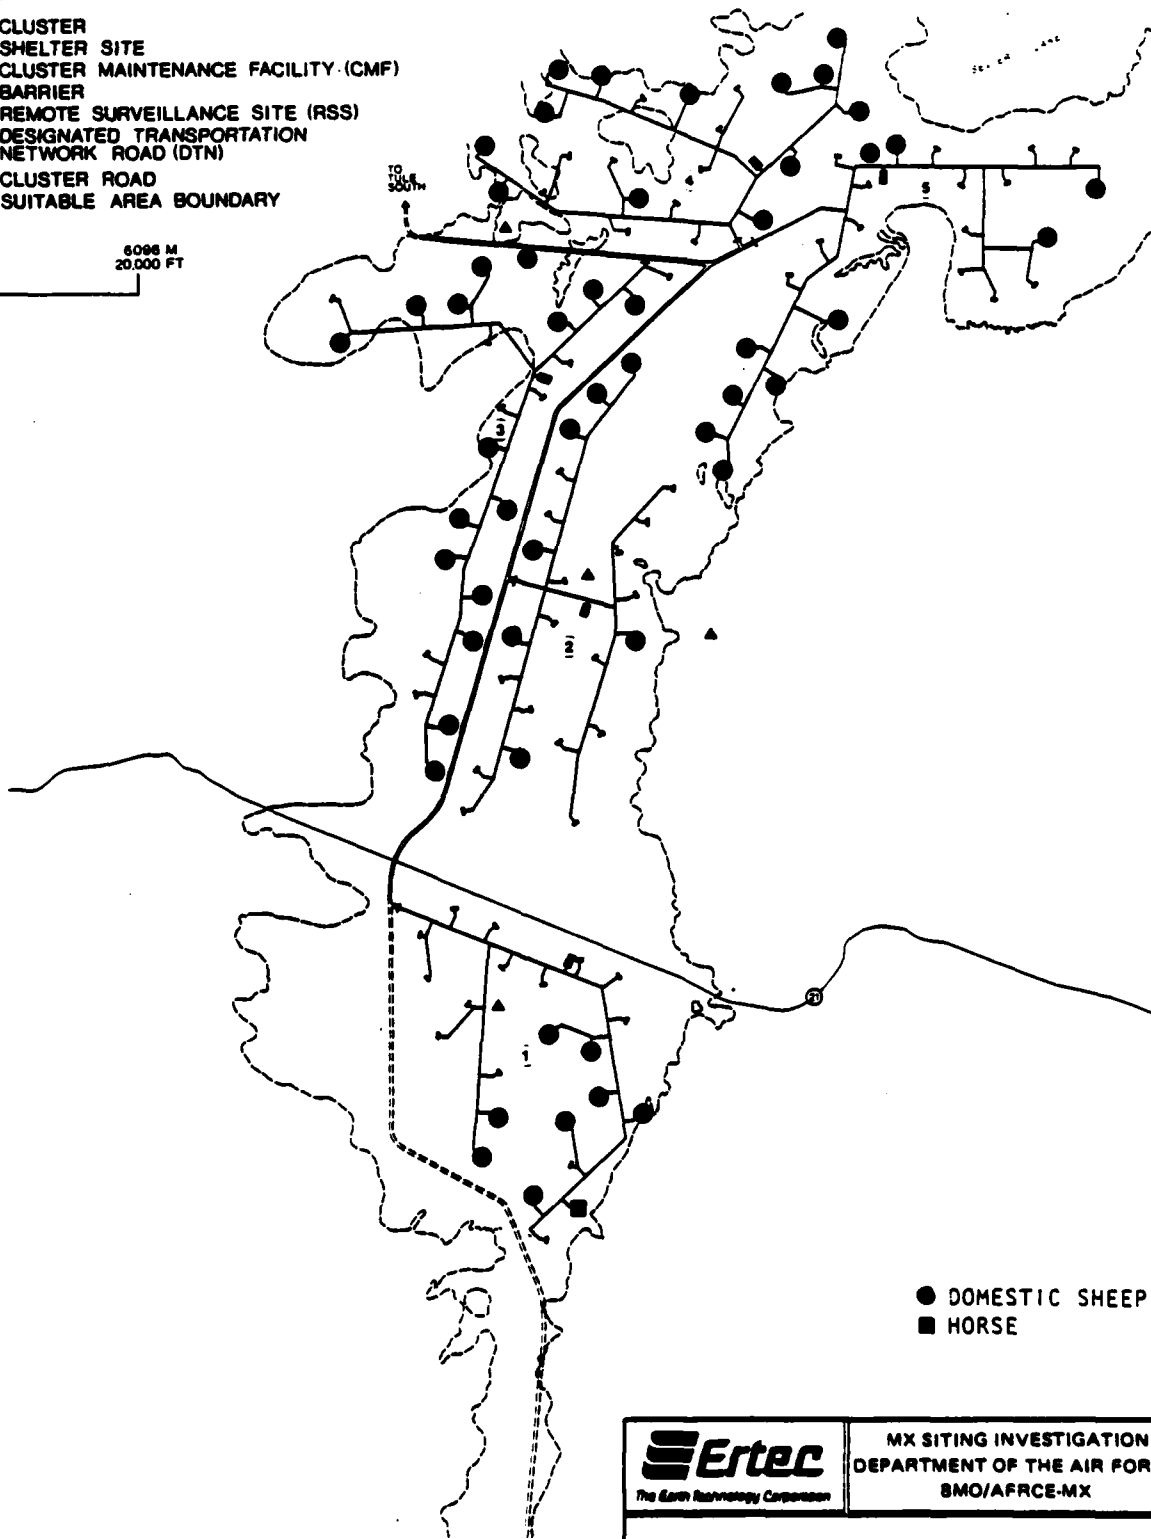 CLUSTER
SHELTER SITE
CLUSTER MAINTENANCE FACILITY (CMF)
BARRIER
REMOTE SURVEILLANCE SITE (RSS)
DESIGNATED TRANSPORTATION
NETWORK ROAD (DTN)
CLUSTER ROAD
SUITABLE AREA BOUNDARY
6096 M
20,000 FT
TO
TULE
SOUTH
4
5
3
2
21
1
DOMESTIC SHEEP
HORSE
Ertec
The Earth Technology Corporation
MX SITING INVESTIGATION
DEPARTMENT OF THE AIR FOR
BMO/AFRCE-MX